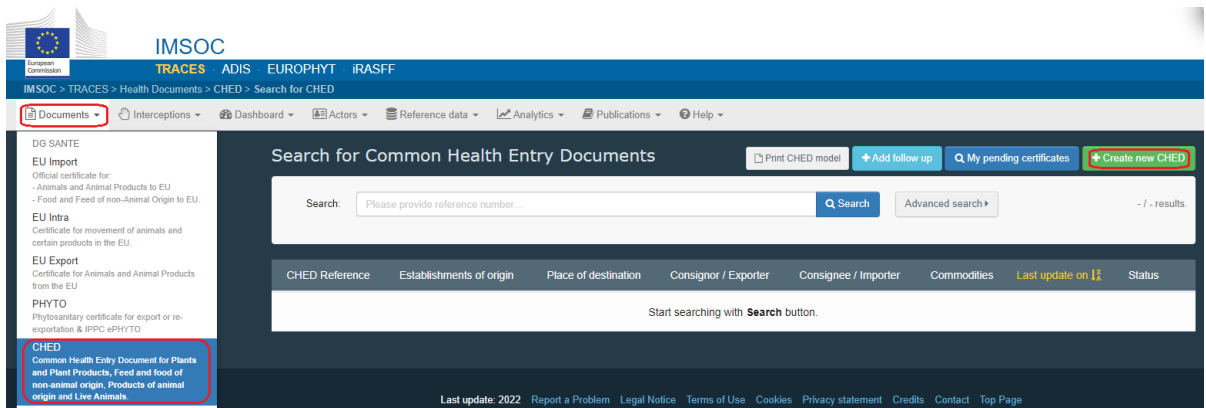 European
Commission
IMSOC
TRACES · ADIS · EUROPHYT · iRASFF
IMSOC > TRACES > Health Documents > CHED > Search for CHED
Documents Interceptions Dashboard Actors Reference data Analytics Publications Help
DG SANTE
EU Import
Official certificate for:
- Animals and Animal Products to EU
- Food and Feed of non-Animal Origin to EU.
EU Intra
Certificate for movement of animals and
certain products in the EU.
EU Export
Certificate for Animals and Animal Products
from the EU
PHYTO
Phytosanitary certificate for export or re-
exportation & IPPC ePHYTO
CHED
Common Health Entry Document for Plants
and Plant Products, Feed and food of
non-animal origin, Products of animal
origin and Live Animals.
Search for Common Health Entry Documents
Print CHED model +Add follow up My pending certificates +Create new CHED
Search: Please provide reference number... Search Advanced search - / - results.
CHED Reference Establishments of origin Place of destination Consignor / Exporter Consignee / Importer Commodities Last update on Status
Start searching with Search button.
Last update: 2022 Report a Problem Legal Notice Terms of Use Cookies Privacy statement Credits Contact Top Page